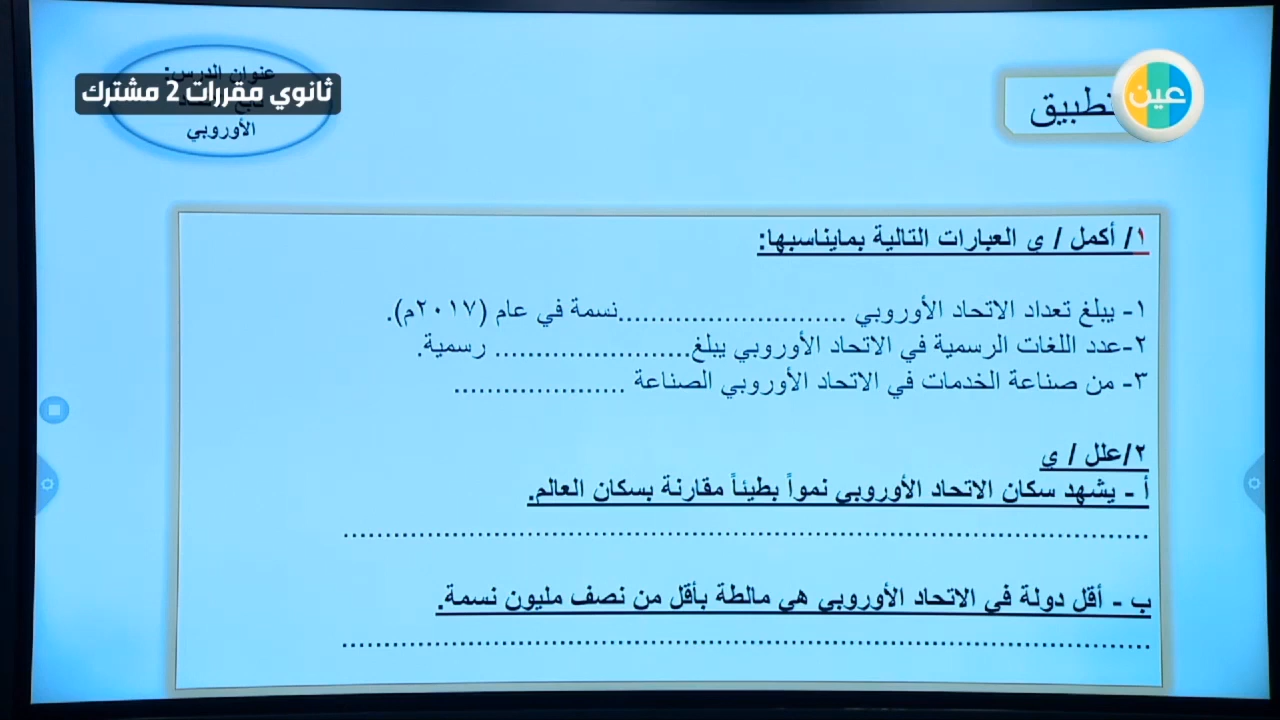 عنوان الدرس:
ثانوي مقررات 2 مشترك
الأوروبي
عين
تطبيق
١/ أكمل / ي العبارات التالية بمايناسبها:
١- يبلغ تعداد الاتحاد الأوروبي ............................نسمة في عام (٢٠١٧م).
٢-عدد اللغات الرسمية في الاتحاد الأوروبي يبلغ........................ رسمية.
٣- من صناعة الخدمات في الاتحاد الأوروبي الصناعة .....................
٢/علل / ي
أ - يشهد سكان الاتحاد الأوروبي نمواً بطيئاً مقارنة بسكان العالم.
ب - أقل دولة في الاتحاد الأوروبي هي مالطة بأقل من نصف مليون نسمة.